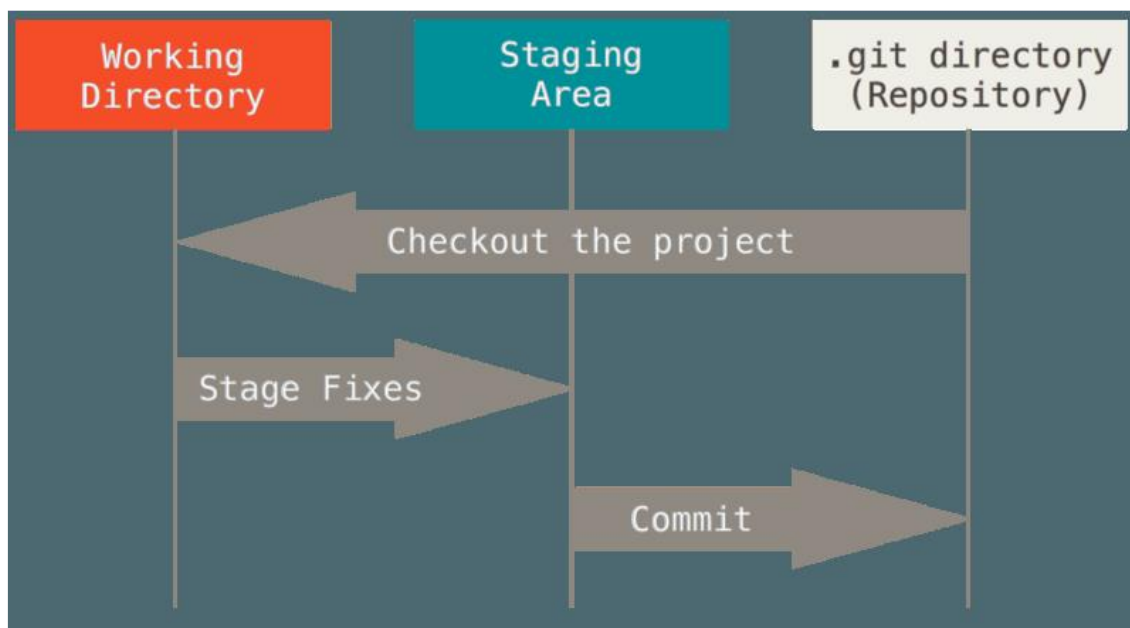 Working
Directory
Staging
Area
.git directory
(Repository)
Checkout the project
Stage Fixes
Commit